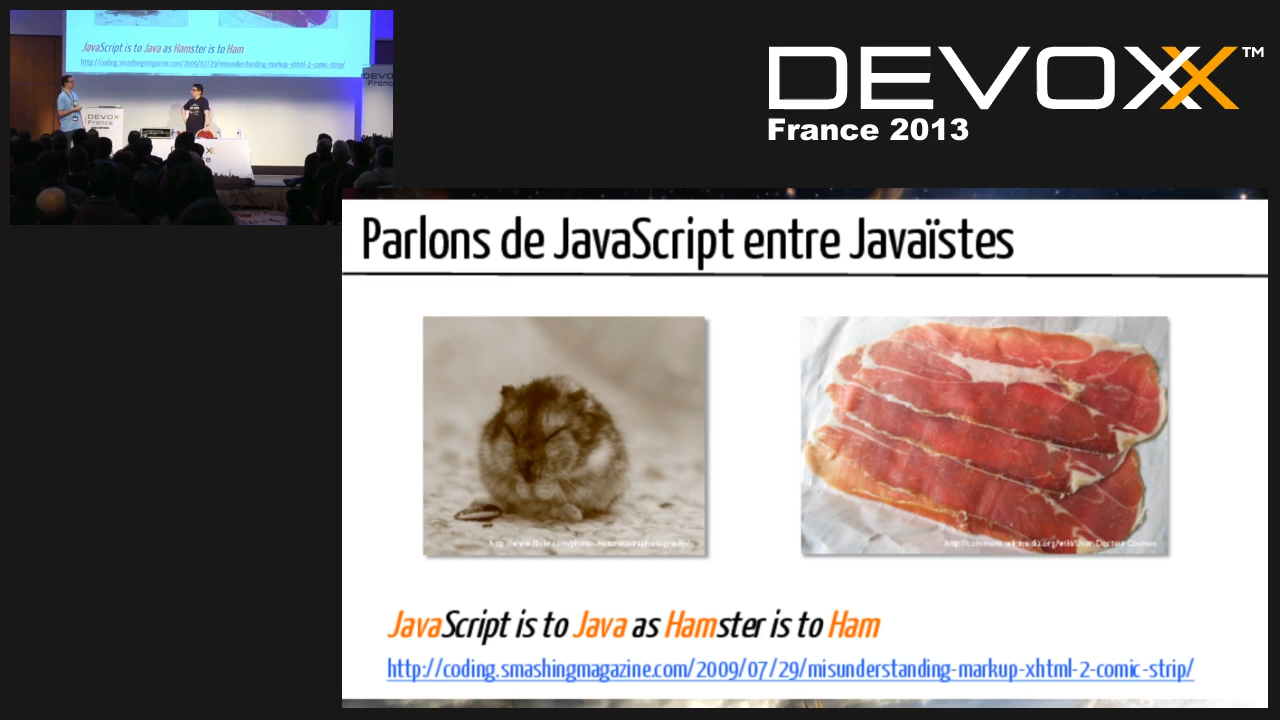 JavaScript is to Java as Hamster is to Ham
http://coding.smashingmagazine.com/2009/07/29/misunderstanding-markup-xhtml-2-comic-strip/
DEVOXX
France
DEVOXX™
France 2013
Parlons de JavaScript entre Javaïstes
JavaScript is to Java as Hamster is to Ham
http://coding.smashingmagazine.com/2009/07/29/misunderstanding-markup-xhtml-2-comic-strip/